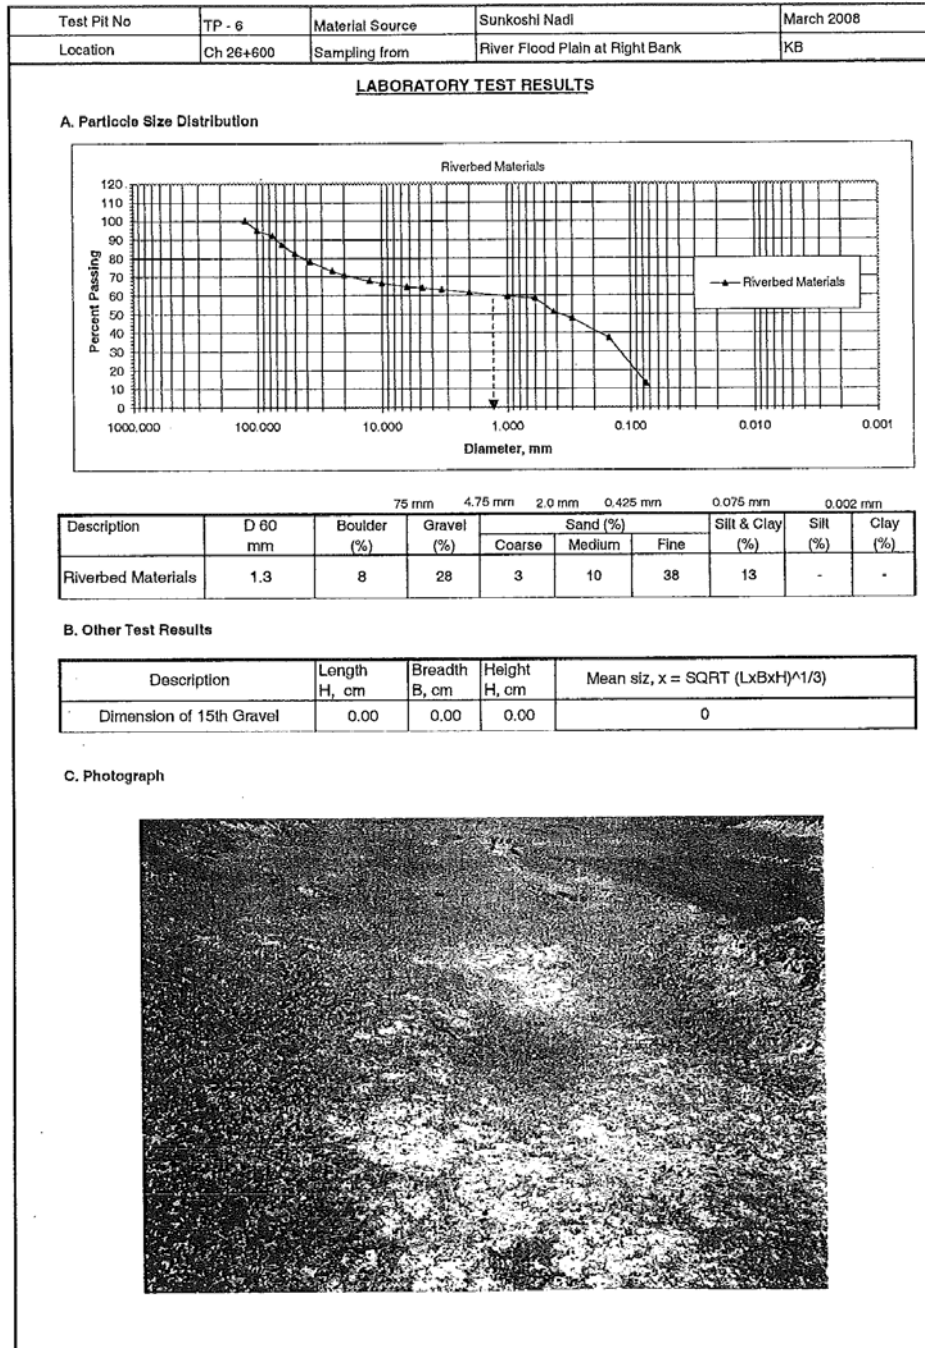 Test Pit No TP - 6 Material Source Sunkoshi Nadi March 2008
Location Ch 26+600 Sampling from River Flood Plain at Right Bank KB
LABORATORY TEST RESULTS
A. Particcle Size Distribution
Riverbed Materials
120
110
100
90
80
70
60
50
40
30
20
10
0
Percent Passing
Riverbed Materials
1000.000 100.000 10.000 1.000 0.100 0.010 0.001
Diameter, mm
75 mm 4.75 mm 2.0 mm 0.425 mm 0.075 mm 0.002 mm
Description D 60 Boulder Gravel Sand (%) Silt & Clay Silt Clay
mm (%) (%) Coarse Medium Fine (%) (%) (%)
Riverbed Materials 1.3 8 28 3 10 38 13 - -
B. Other Test Results
Description Length Breadth Height Mean siz, x = SQRT (LxBxH)^1/3)
H, cm B, cm H, cm
Dimension of 15th Gravel 0.00 0.00 0.00 0
C. Photograph